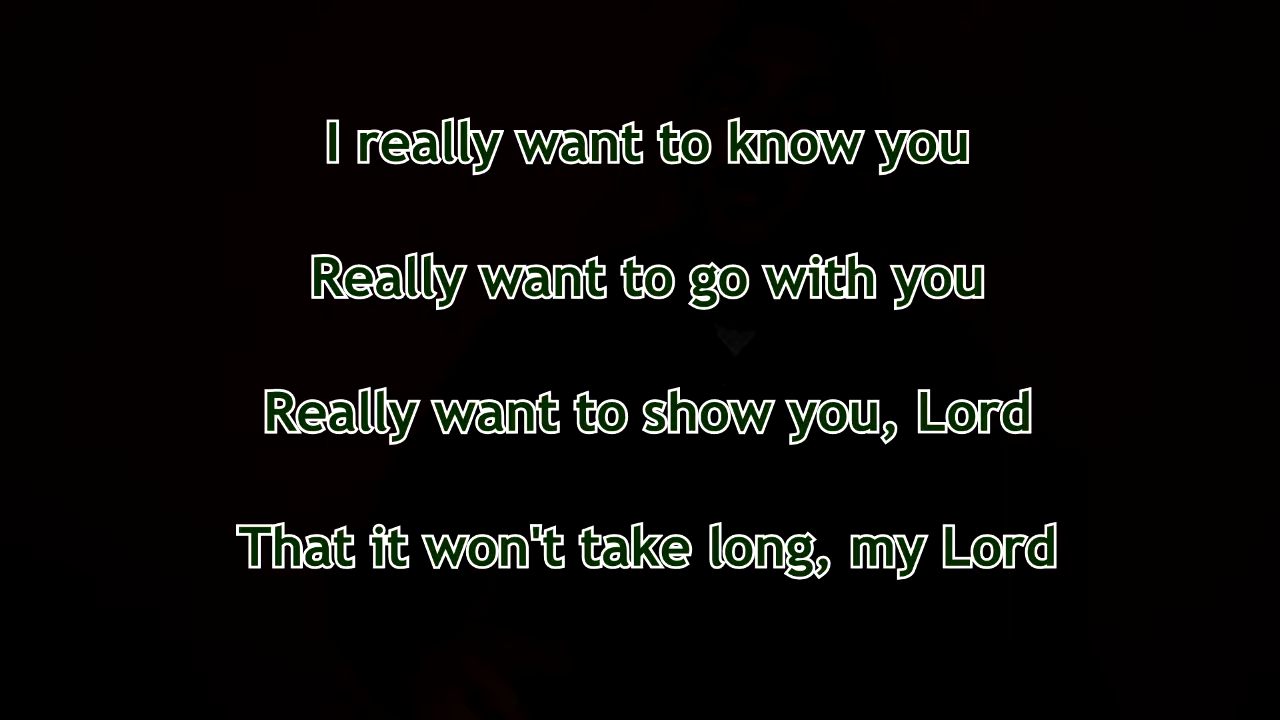 I really want to know you
Really want to go with you
Really want to show you, Lord
That it won't take long, my Lord